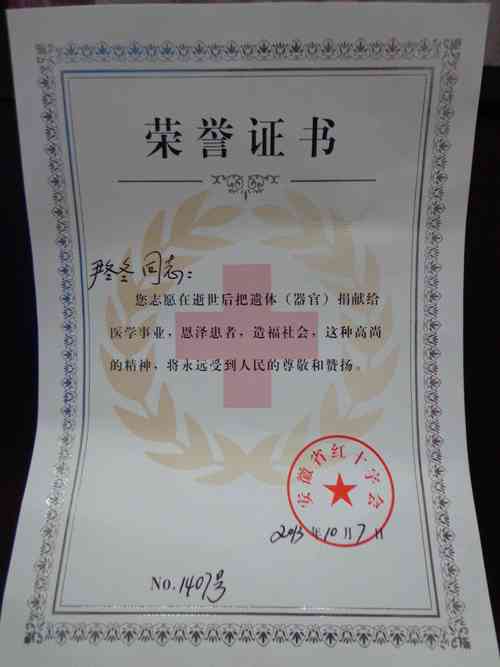 荣誉证书
尹冬冬同志：
您志愿在逝世后把遗体（器官）捐献给
医学事业，恩泽患者，造福社会，这种高尚
的精神，将永远受到人民的尊敬和赞扬。
安徽省红十字会
2013年10月7日
No.1407号